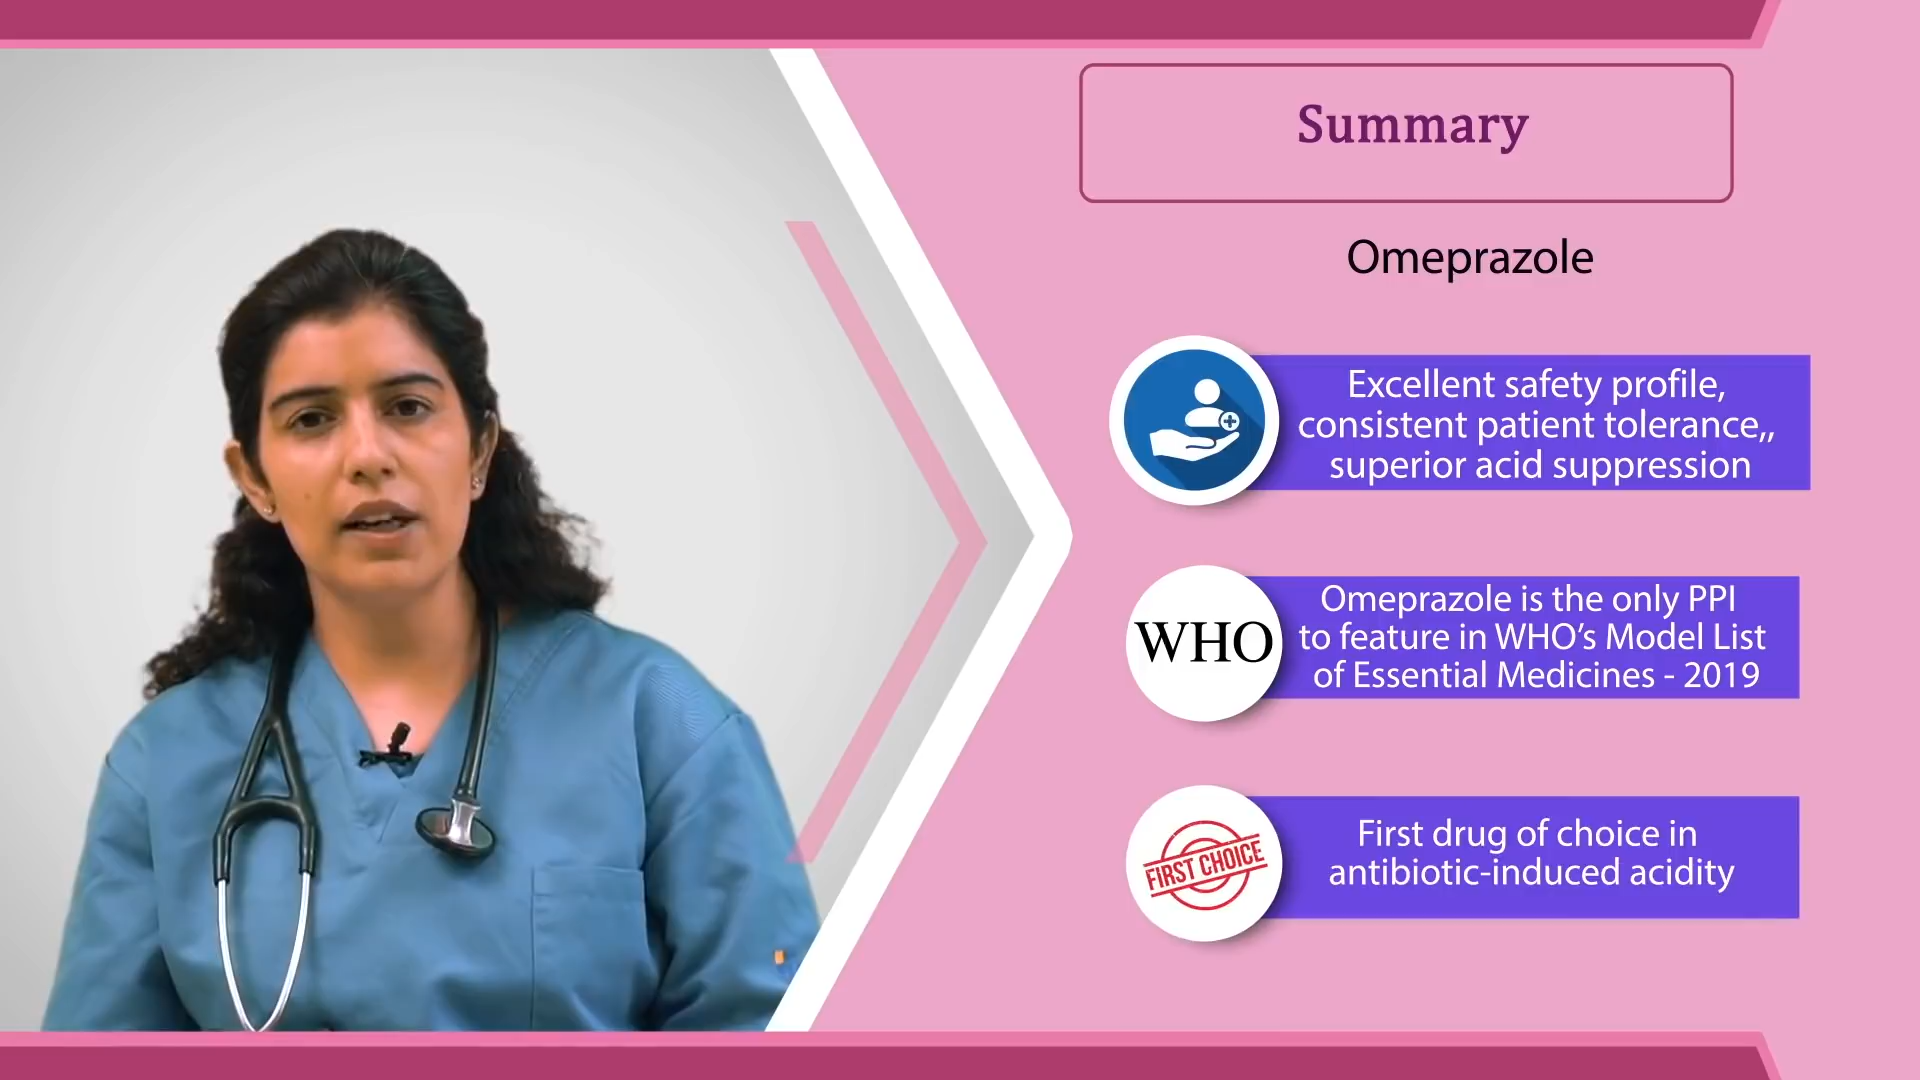 Summary
Omeprazole
Excellent safety profile,
consistent patient tolerance,,
superior acid suppression
WHO
Omeprazole is the only PPI
to feature in WHO’s Model List
of Essential Medicines - 2019
FIRST CHOICE
First drug of choice in
antibiotic-induced acidity